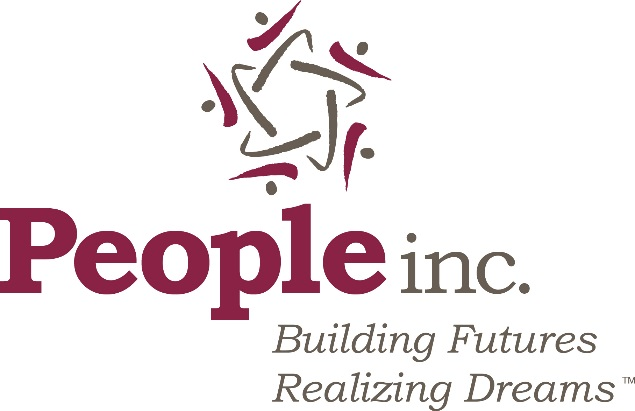 People inc.
Building Futures
Realizing Dreams™